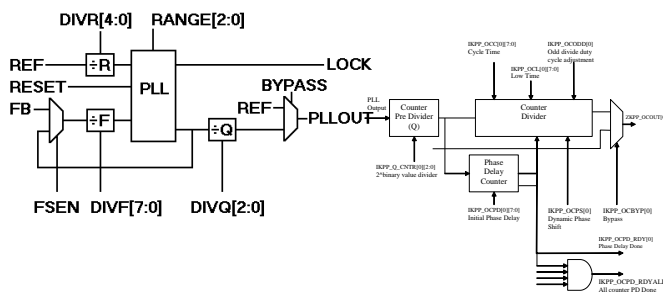 DIVR[4:0]
RANGE[2:0]
REF
÷R
LOCK
RESET
PLL
BYPASS
FB
REF
PLLOUT
÷F
÷Q
FSEN
DIVF[7:0]
DIVQ[2:0]
IKPP_OCC[0][7:0]
Cycle Time
IKPP_OCODD[0]
Odd divide duty
cycle adjustment
IKPP_OCL[0][7:0]
Low Time
PLL
Output
Counter
Pre Divider
(Q)
Counter
Divider
ZKPP_OCOUT[
IKPP_Q_CNTR[0][2:0]
2^binary value divider
Phase
Delay
Counter
IKPP_OCPD[0][7:0]
Initial Phase Delay
IKPP_OCPS[0]
Dynamic Phase
Shift
IKPP_OCBYP[0]
Bypass
IKPP_OCPD_RDY[0]
Phase Delay Done
IKPP_OCPD_RDYALL
All counter PD Done